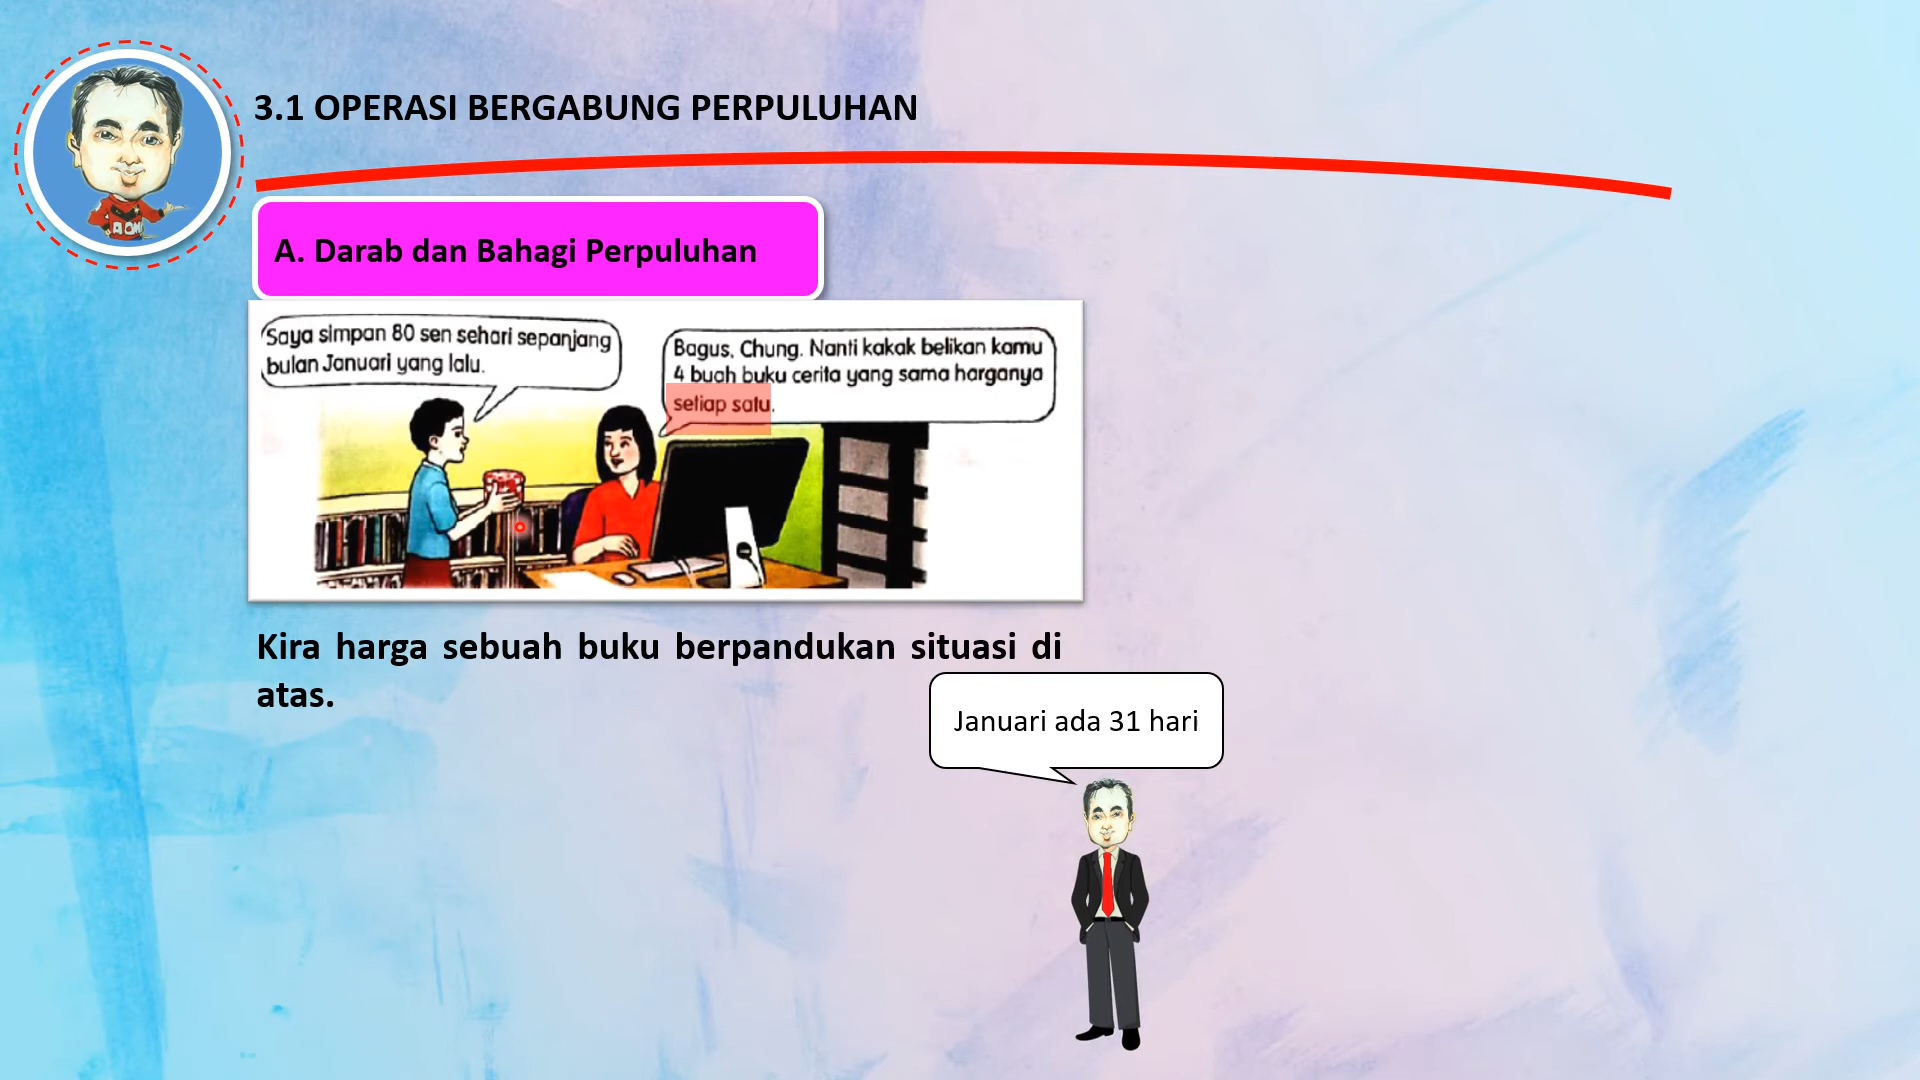 3.1 OPERASI BERGABUNG PERPULUHAN
A. Darab dan Bahagi Perpuluhan
Saya simpan 80 sen sehari sepanjang
bulan Januari yang lalu.
Bagus, Chung. Nanti kakak belikan kamu
4 buah buku cerita yang sama harganya
setiap satu.
Kira harga sebuah buku berpandukan situasi di
atas.
Januari ada 31 hari